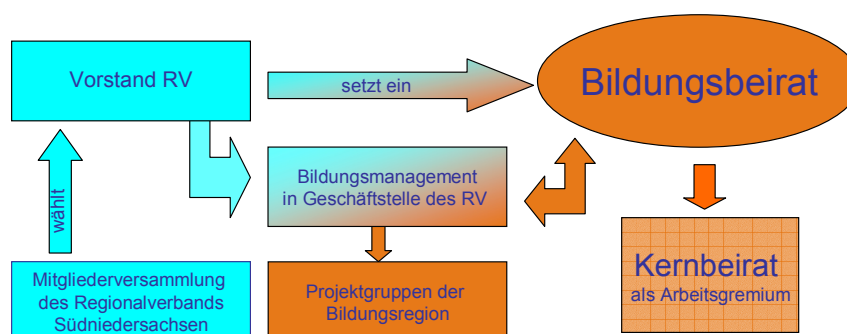 Vorstand RV
setzt ein
Bildungsbeirat
wählt
Bildungsmanagement
in Geschäftstelle des RV
Kernbeirat
als Arbeitsgremium
Mitgliederversammlung
des Regionalverbands
Südniedersachsen
Projektgruppen der
Bildungsregion